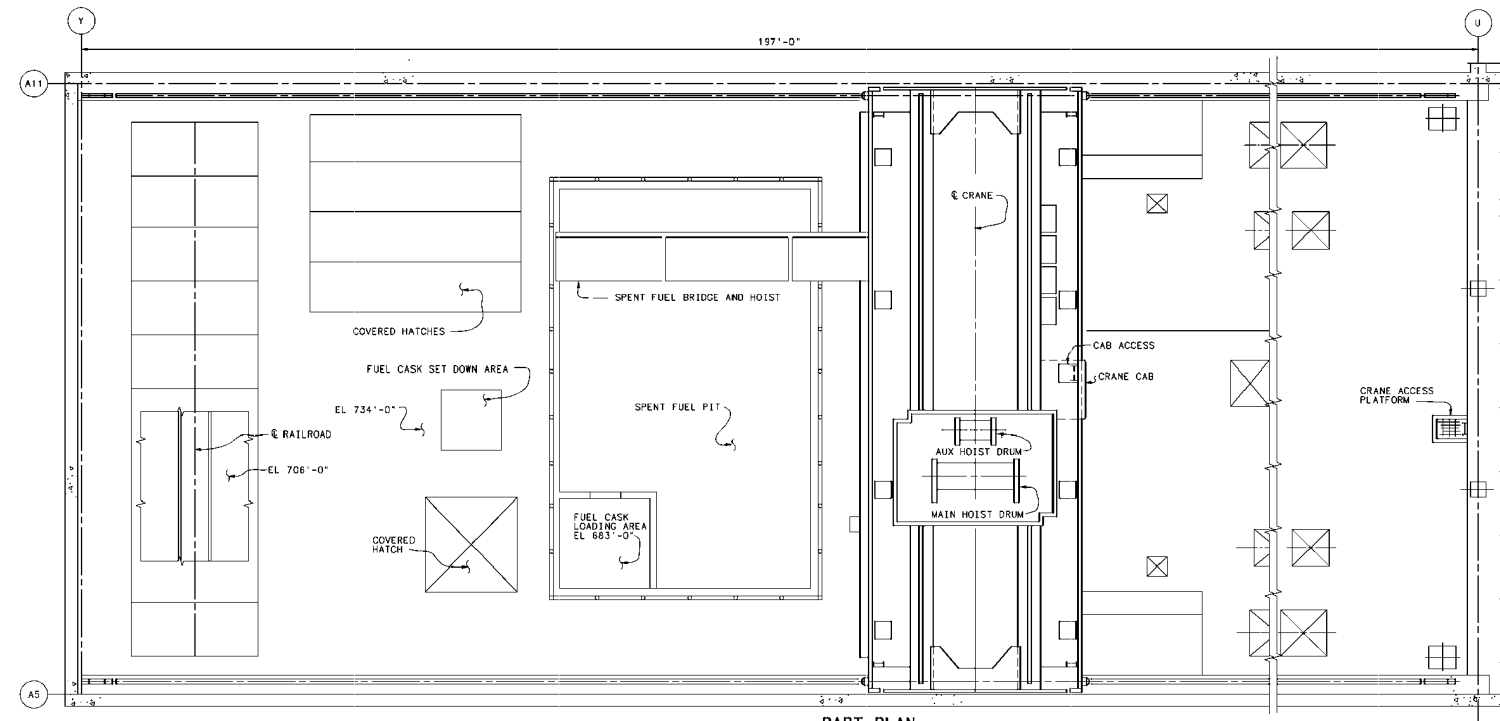 Y
U
197'-0"
A11
℄ CRANE
SPENT FUEL BRIDGE AND HOIST
COVERED HATCHES
CAB ACCESS
FUEL CASK SET DOWN AREA
CRANE CAB
CRANE ACCESS
PLATFORM
EL 734'-0"
SPENT FUEL PIT
℄ RAILROAD
AUX HOIST DRUM
EL 706'-0"
MAIN HOIST DRUM
FUEL CASK
LOADING AREA
EL 683'-0"
COVERED
HATCH
A5
PART PLAN